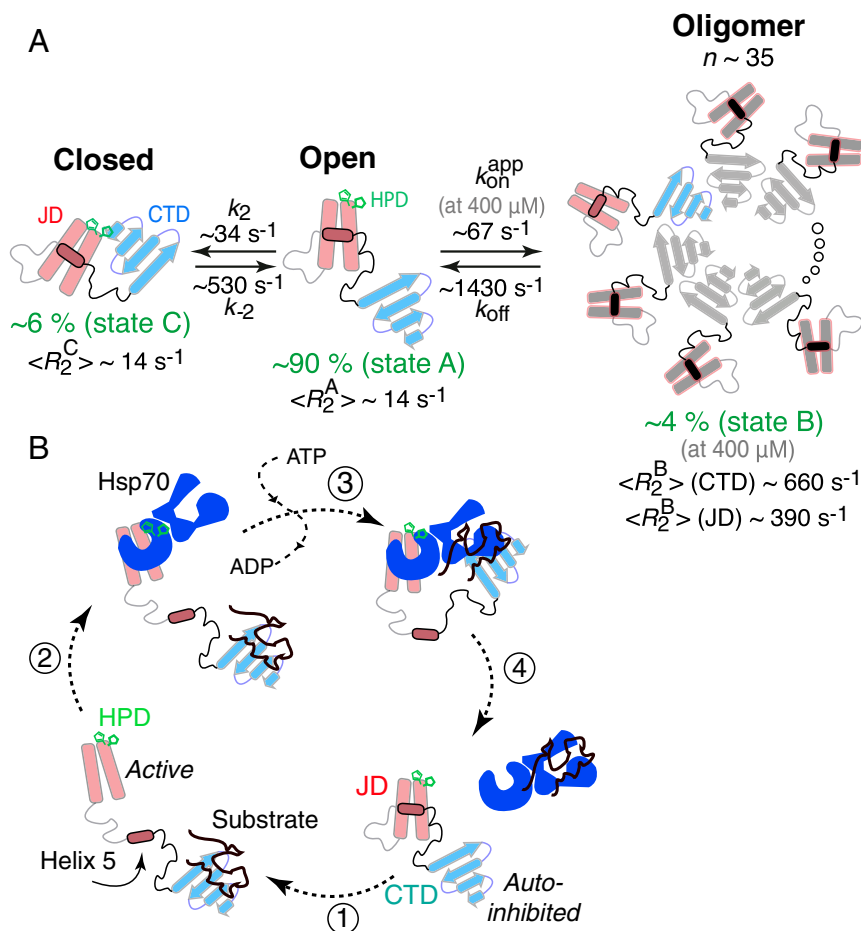 A
Oligomer
n ~ 35
Closed
Open
JD
CTD
HPD
k2
~34 s-1
~530 s-1
k-2
konapp
(at 400 µM)
~67 s-1
~1430 s-1
koff
~6 % (state C)
<R2C> ~ 14 s-1
~90 % (state A)
<R2A> ~ 14 s-1
~4 % (state B)
(at 400 µM)
<R2B> (CTD) ~ 660 s-1
<R2B> (JD) ~ 390 s-1
B
Hsp70
ATP
3
ADP
2
4
HPD
Active
JD
Substrate
Helix 5
CTD
Auto-
inhibited
1